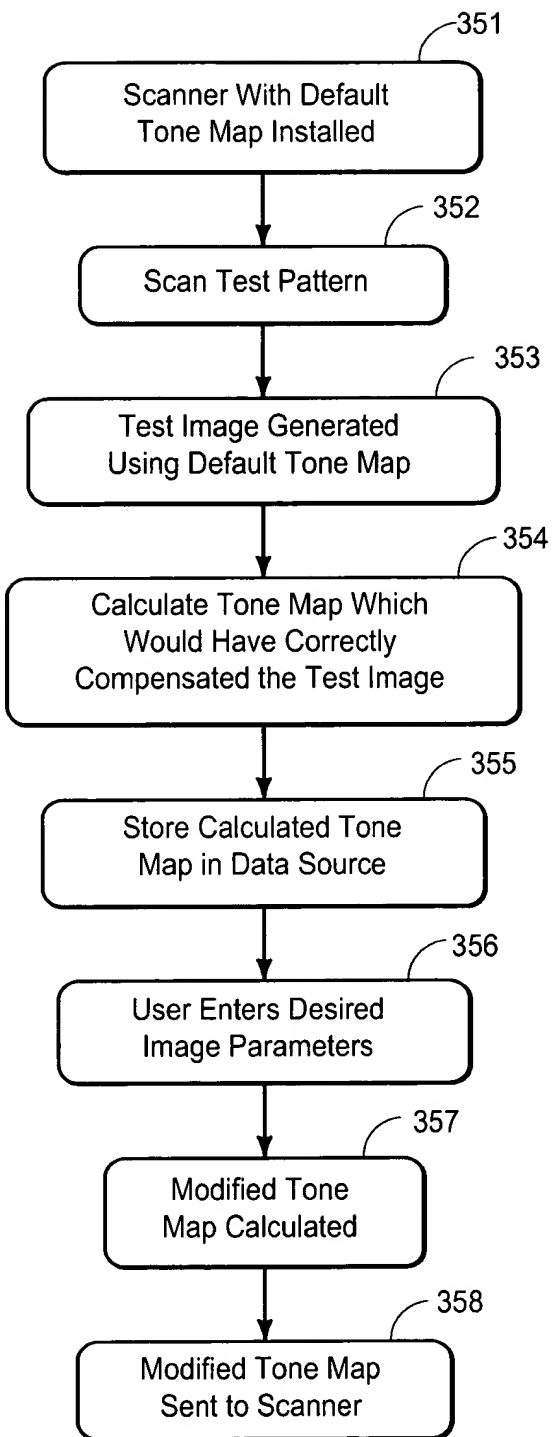 351
Scanner With Default
Tone Map Installed
352
Scan Test Pattern
353
Test Image Generated
Using Default Tone Map
354
Calculate Tone Map Which
Would Have Correctly
Compensated the Test Image
355
Store Calculated Tone
Map in Data Source
356
User Enters Desired
Image Parameters
357
Modified Tone
Map Calculated
358
Modified Tone Map
Sent to Scanner